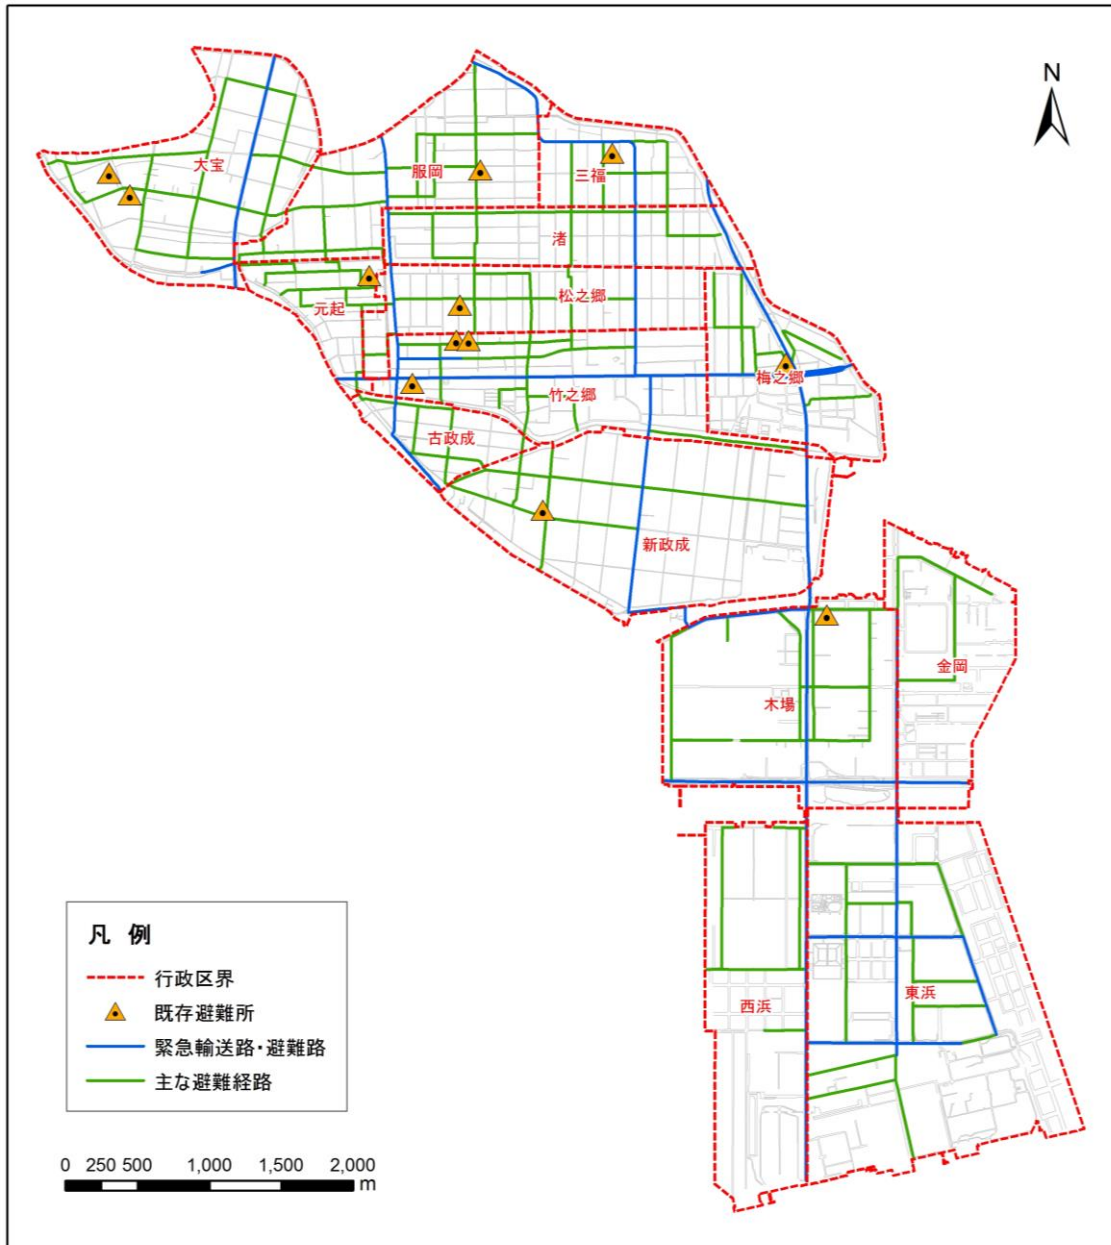 N
大宝
服岡
三福
渚
松之郷
元起
梅之郷
竹之郷
古政成
新政成
金岡
木場
西浜
東浜
凡 例
行政区界
既存避難所
緊急輸送路・避難路
主な避難経路
0 250 500 1,000 1,500 2,000
m